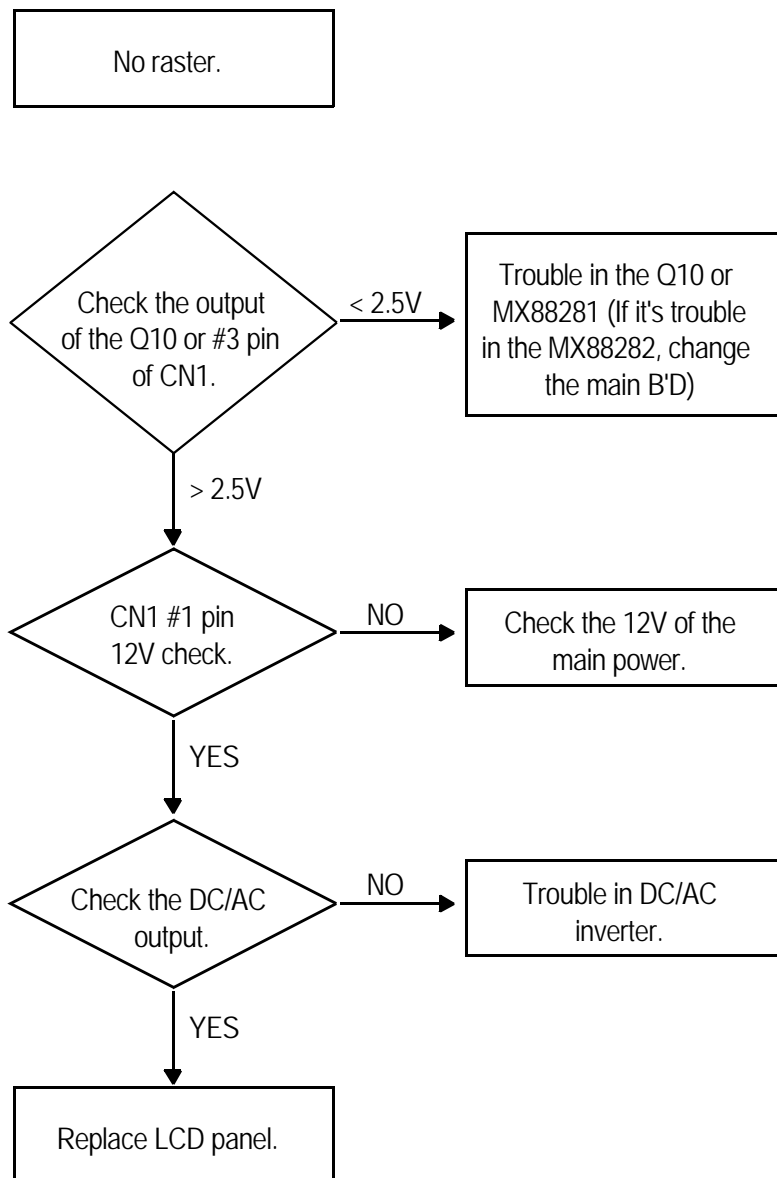 No raster.
Check the output
of the Q10 or #3 pin
of CN1.
< 2.5V
Trouble in the Q10 or
MX88281 (If it's trouble
in the MX88282, change
the main B'D)
> 2.5V
CN1 #1 pin
12V check.
NO
Check the 12V of the
main power.
YES
Check the DC/AC
output.
NO
Trouble in DC/AC
inverter.
YES
Replace LCD panel.